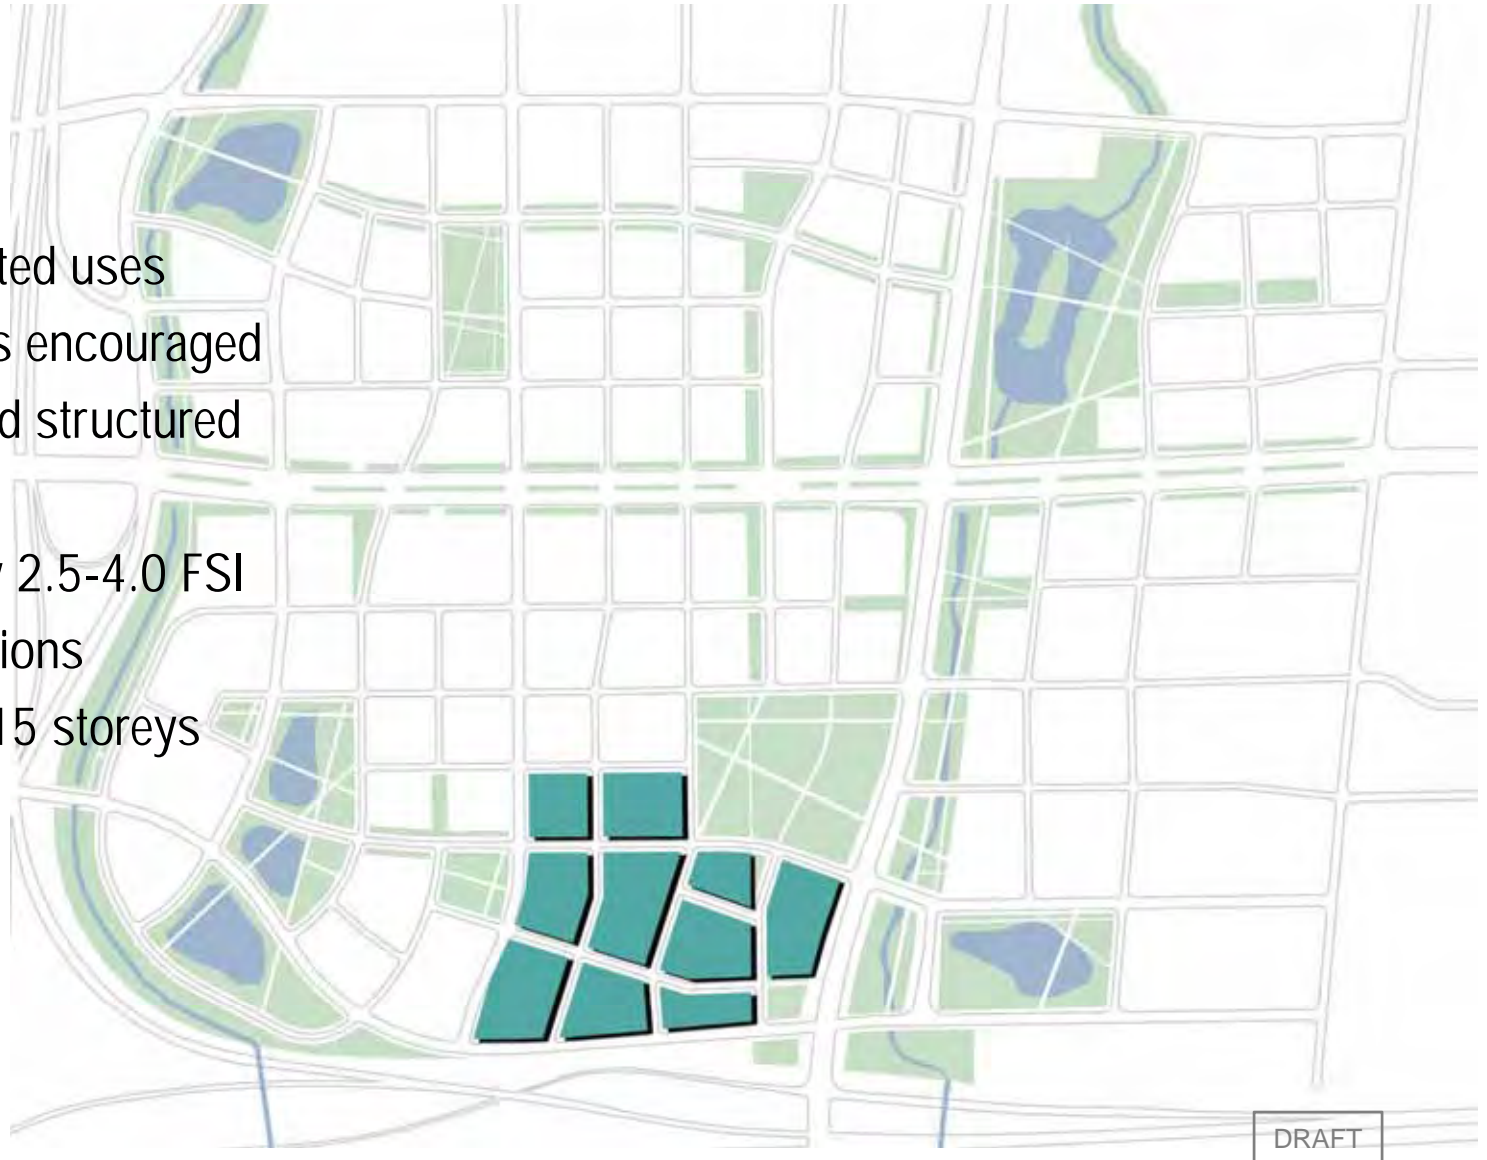 ted uses
s encouraged
d structured
2.5-4.0 FSI
ions
15 storeys
DRAFT